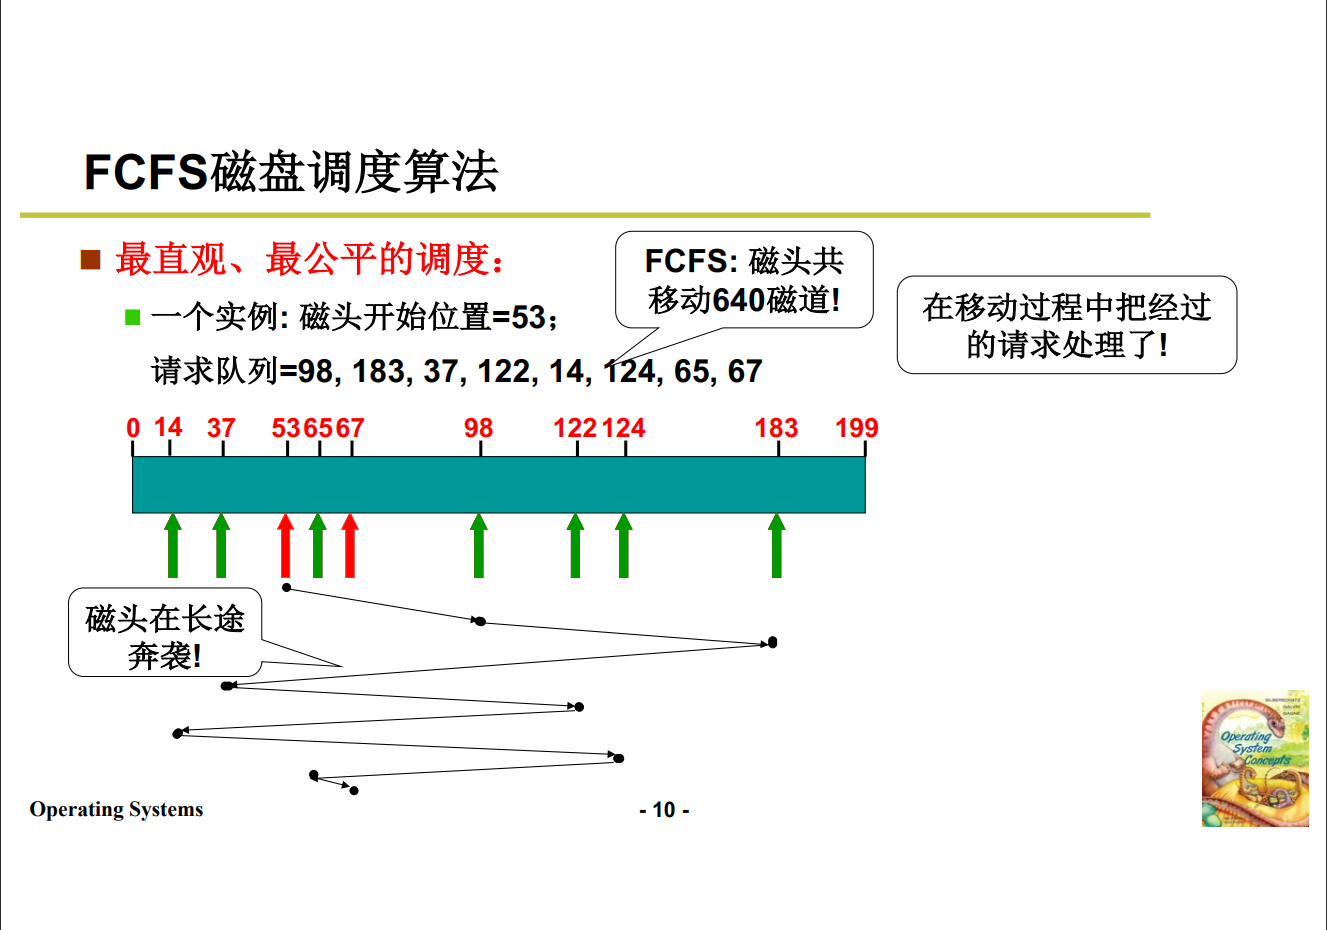 FCFS磁盘调度算法
最直观、最公平的调度：
FCFS: 磁头共
移动640磁道!
在移动过程中把经过
的请求处理了!
一个实例: 磁头开始位置=53；
请求队列=98, 183, 37, 122, 14, 124, 65, 67
0 14 37 53 65 67 98 122 124 183 199
磁头在长途
奔袭!
SILBERSCHATZ
GALVIN
GAGNE
Operating
System
Concepts
Operating Systems
- 10 -